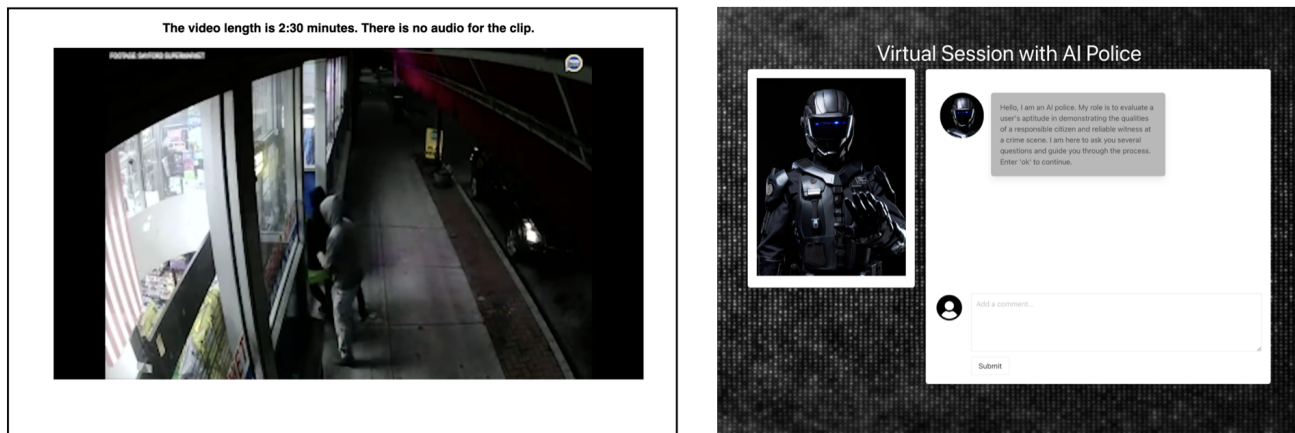 The video length is 2:30 minutes. There is no audio for the clip.
Virtual Session with AI Police
Hello, I am an AI police. My role is to evaluate a
user's aptitude in demonstrating the qualities
of a responsible citizen and reliable witness at
a crime scene. I am here to ask you several
questions and guide you through the process.
Enter 'ok' to continue.
Add a comment...
Submit